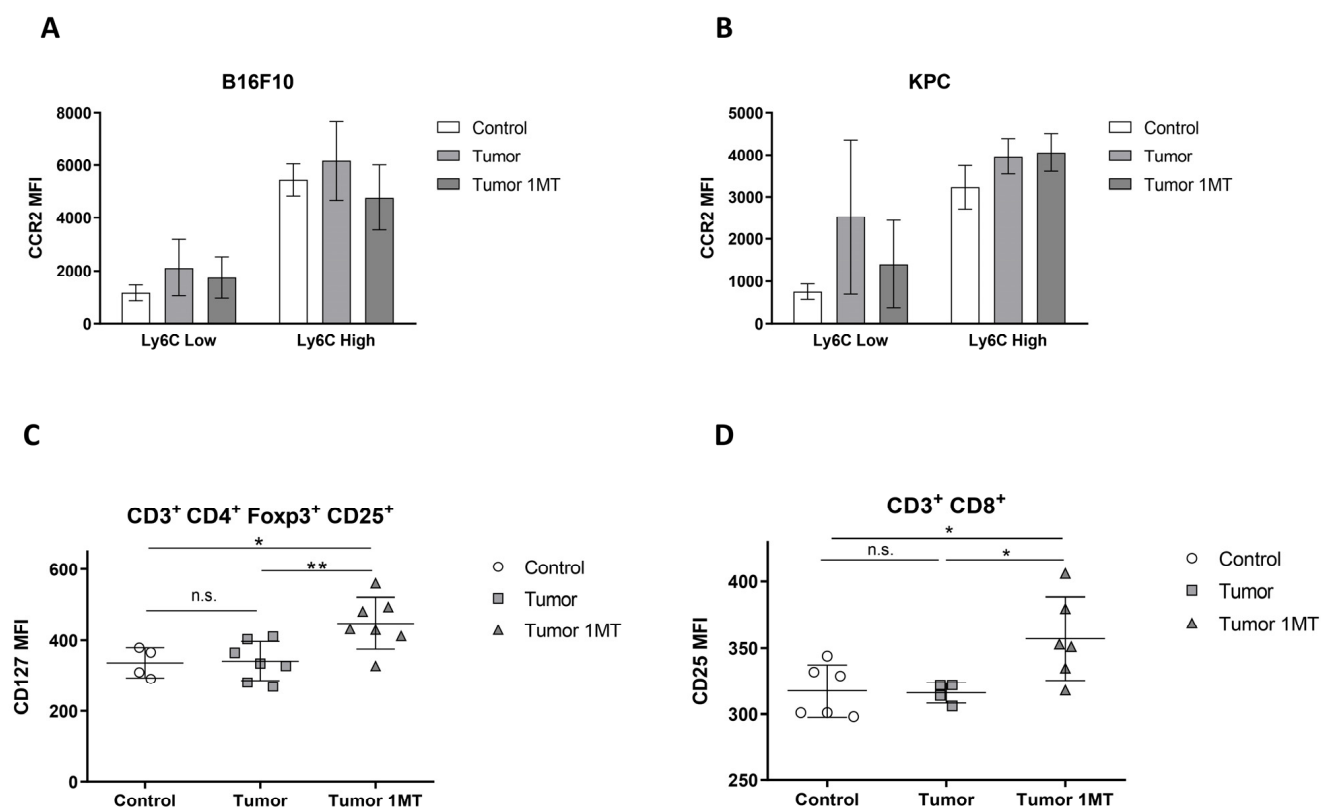 A
B16F10
CCR2 MFI
8000
6000
4000
2000
0
Ly6C Low
Ly6C High
Control
Tumor
Tumor 1MT
B
KPC
CCR2 MFI
5000
4000
3000
2000
1000
0
Ly6C Low
Ly6C High
Control
Tumor
Tumor 1MT
C
CD3⁺ CD4⁺ Foxp3⁺ CD25⁺
CD127 MFI
600
400
200
0
*
**
n.s.
Control
Tumor
Tumor 1MT
Control
Tumor
Tumor 1MT
D
CD3⁺ CD8⁺
CD25 MFI
400
350
300
250
*
n.s.
*
Control
Tumor
Tumor 1MT
Control
Tumor
Tumor 1MT